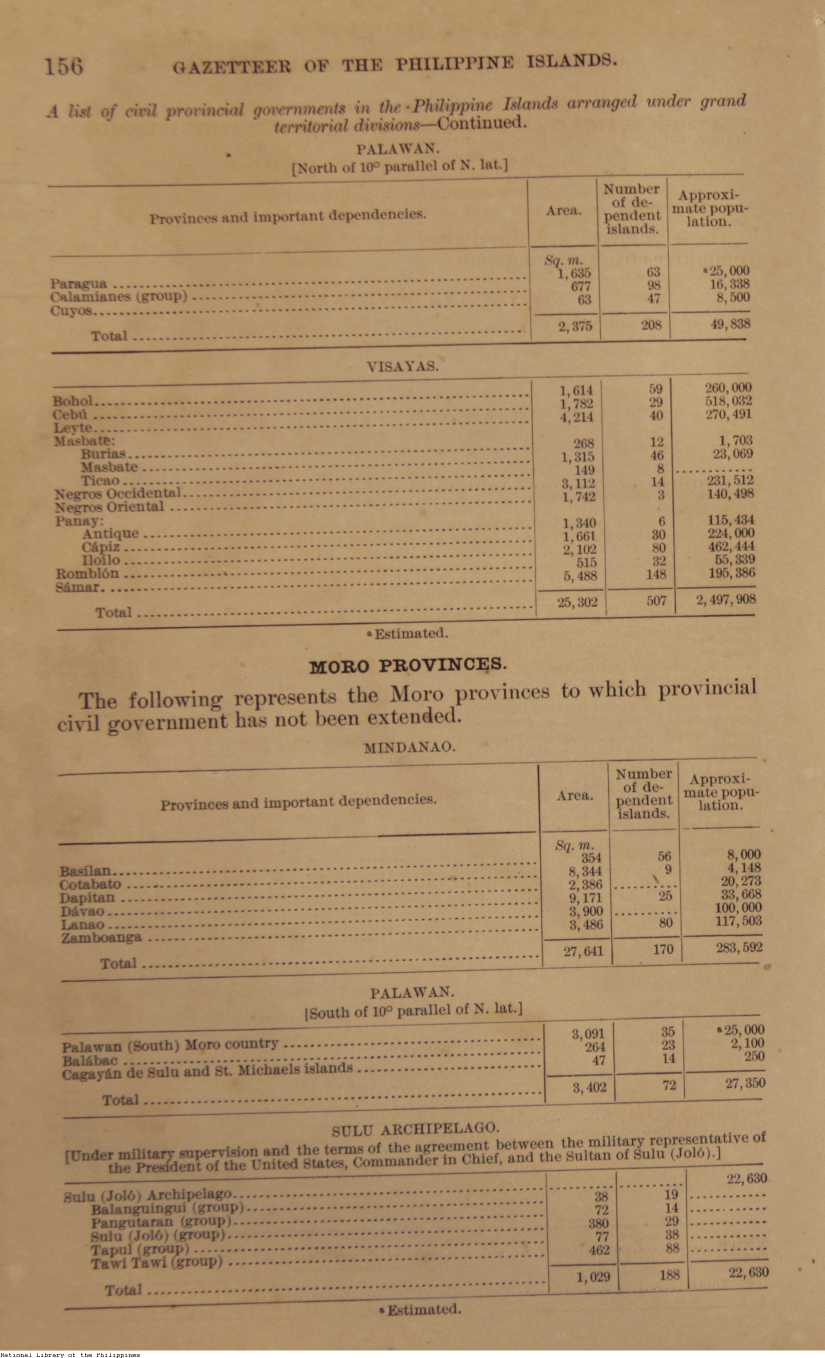 156 GAZETTEER OF THE PHILIPPINE ISLANDS.
A list of civil provincial governments in the Philippine Islands arranged under grand
territorial divisions—Continued.
PALAWAN.
[North of 10° parallel of N. lat.]
Provinces and important dependencies. Area. Number of de-pendent islands. Approxi-mate popu-lation.
Sq. m.
Paragua 1,635 63 a25,000
Calamianes (group) 677 98 16,338
Cuyos 63 47 8,500
Total 2,375 208 49,838
VISAYAS.
Bohol 1,614 59 260,000
Cebú 1,782 29 518,032
Leyte 4,214 40 270,491
Masbate:
Burias 268 12 1,703
Masbate 1,315 46 23,069
Ticao 149 8
Negros Occidental 3,112 14 231,512
Negros Oriental 1,742 3 140,498
Panay:
Antique 1,340 6 115,434
Cápiz 1,661 30 224,000
Iloílo 2,102 80 462,444
Romblón 515 32 55,339
Sámar 5,488 148 195,386
Total 25,302 507 2,497,908
a Estimated.
MORO PROVINCES.
The following represents the Moro provinces to which provincial
civil government has not been extended.
MINDANAO.
Provinces and important dependencies. Area. Number of de-pendent islands. Approxi-mate popu-lation.
Sq. m.
Basílan 354 56 8,000
Cotabato 8,344 9 4,148
Dapitan 2,386 20,273
Dávao 9,171 25 33,668
Lanao 3,900 100,000
Zamboanga 3,486 80 117,503
Total 27,641 170 283,592
PALAWAN.
[South of 10° parallel of N. lat.]
Palawan (South) Moro country 3,091 35 a25,000
Balábac 264 23 2,100
Cagayán de Sulu and St. Michaels islands 47 14 250
Total 3,402 72 27,350
SULU ARCHIPELAGO.
[Under military supervision and the terms of the agreement between the military representative of
the President of the United States, Commander in Chief, and the Sultan of Sulu (Joló).]
Sulu (Joló) Archipelago 22,630
Balanguingui (group) 38 19
Pangutaran (group) 72 14
Sulu (Joló) (group) 380 29
Tapul (group) 77 38
Tawi Tawi (group) 462 88
Total 1,029 188 22,630
a Estimated.
National Library of the Philippines